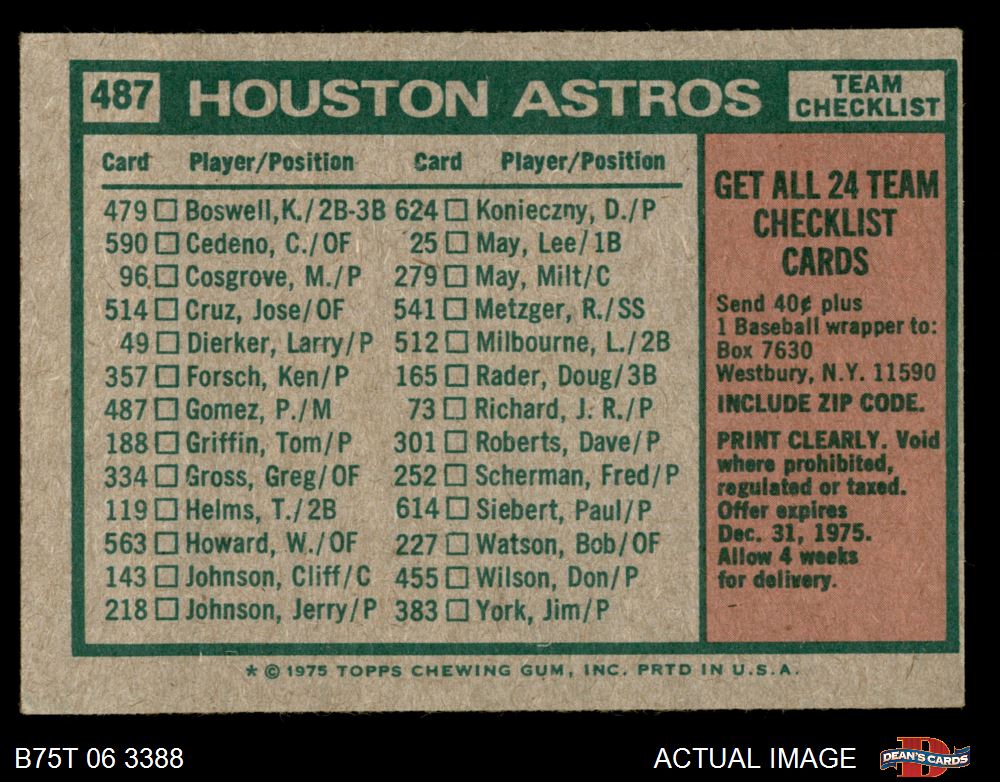 487 HOUSTON ASTROS TEAM CHECKLIST
Card Player/Position Card Player/Position
479 □ Boswell,K./2B-3B 624 □ Konieczny, D./P
590 □ Cedeno, C./OF 25 □ May, Lee/1B
96 □ Cosgrove, M./P 279 □ May, Milt/C
514 □ Cruz, Jose/OF 541 □ Metzger, R./SS
49 □ Dierker, Larry/P 512 □ Milbourne, L./2B
357 □ Forsch, Ken/P 165 □ Rader, Doug/3B
487 □ Gomez, P./M 73 □ Richard, J. R./P
188 □ Griffin, Tom/P 301 □ Roberts, Dave/P
334 □ Gross, Greg/OF 252 □ Scherman, Fred/P
119 □ Helms, T./2B 614 □ Siebert, Paul/P
563 □ Howard, W./OF 227 □ Watson, Bob/OF
143 □ Johnson, Cliff/C 455 □ Wilson, Don/P
218 □ Johnson, Jerry/P 383 □ York, Jim/P
GET ALL 24 TEAM
CHECKLIST
CARDS
Send 40¢ plus
1 Baseball wrapper to:
Box 7630
Westbury, N.Y. 11590
INCLUDE ZIP CODE.
PRINT CLEARLY. Void
where prohibited,
regulated or taxed.
Offer expires
Dec. 31, 1975.
Allow 4 weeks
for delivery.
* © 1975 TOPPS CHEWING GUM, INC. PRTD IN U.S.A.
B75T 06 3388 ACTUAL IMAGE DEAN'S CARDS